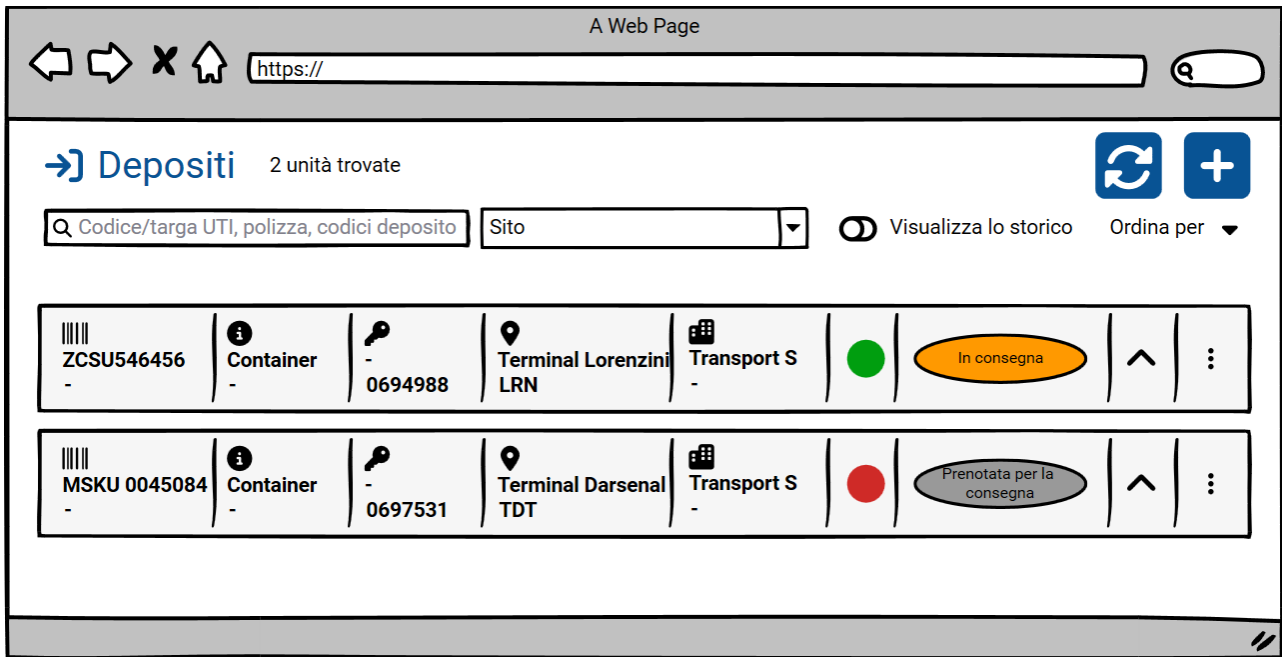 A Web Page
https://
Depositi 2 unità trovate
Codice/targa UTI, polizza, codici deposito Sito Visualizza lo storico Ordina per
ZCSU546456 Container - Terminal Lorenzini Transport S In consegna
- - 0694988 LRN -
MSKU 0045084 Container - Terminal Darsenal Transport S Prenotata per la consegna
- - 0697531 TDT -